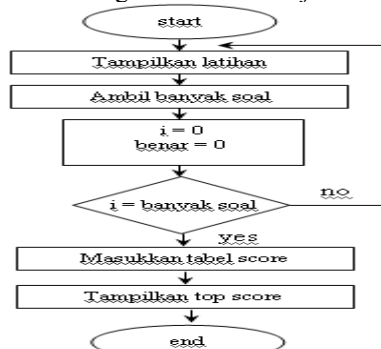 start
Tampilkan latihan
Ambil banyak soal
i = 0
benar = 0
i = banyak soal
no
yes
Masukkan tabel score
Tampilkan top score
end